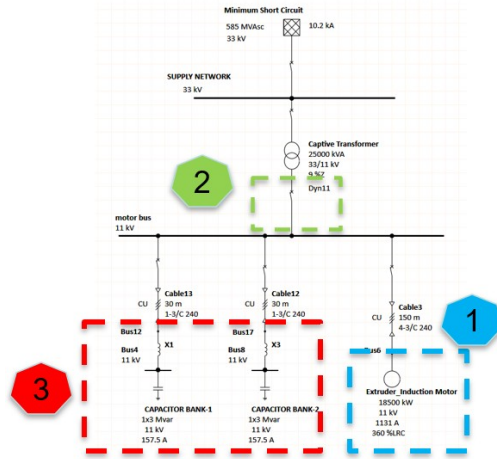 Minimum Short Circuit
585 MVAsc
10.2 kA
33 kV
SUPPLY NETWORK
33 kV
Captive Transformer
25000 kVA
33/11 kV
9 %Z
Dyn11
2
motor bus
11 kV
Cable13
CU
30 m
1-3/C 240
Cable12
CU
30 m
1-3/C 240
Cable3
CU
150 m
4-3/C 240
1
Bus12
Bus4
11 kV
X1
Bus17
Bus8
11 kV
X3
Bus6
3
CAPACITOR BANK-1
1x3 Mvar
11 kV
157.5 A
CAPACITOR BANK-2
1x3 Mvar
11 kV
157.5 A
Extruder_Induction Motor
18500 kW
11 kV
1131 A
360 %LRC